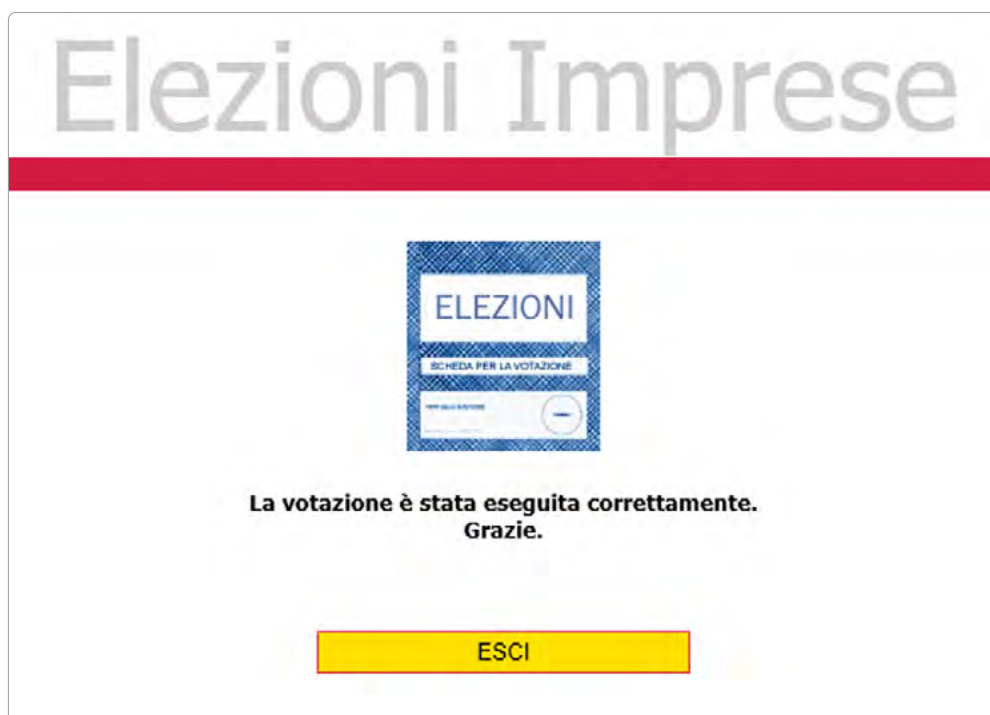 Elezioni Imprese
ELEZIONI
SCHEDA PER LA VOTAZIONE
La votazione è stata eseguita correttamente.
Grazie.
ESCI